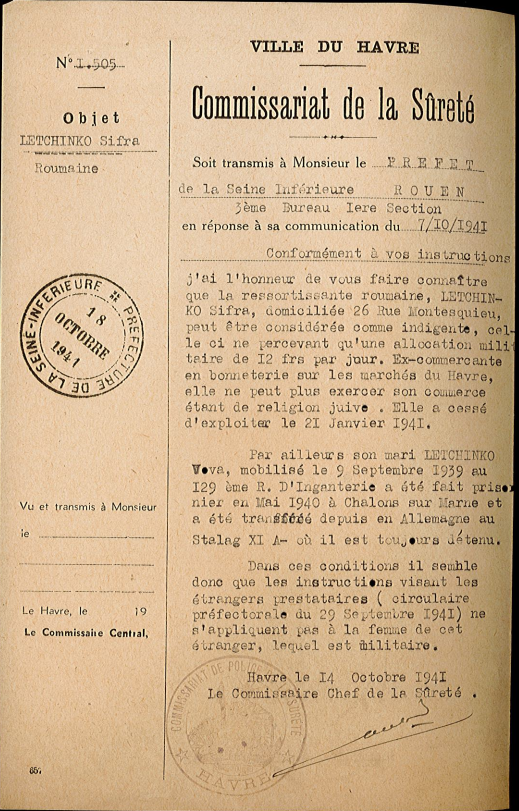 N° I.505
Objet
LETCHINKO Sifra
Roumaine
PREFECTURE DE LA SEINE-INFERIEURE
18
OCTOBRE
1941
Vu et transmis à Monsieur
le
Le Havre, le 19
Le Commissaire Central,
657
VILLE DU HAVRE
Commissariat de la Sûreté
Soit transmis à Monsieur le PREFET
de la Seine Inférieure ROUEN
3ème Bureau Iere Section
en réponse à sa communication du 7/10/1941
Conformément à vos instructions
j'ai l'honneur de vous faire connaître
que la ressortissante roumaine, LETCHIN-
KO Sifra, domiciliée 26 Rue Montesquieu,
peut être considérée comme indigente, cel-
le ci ne percevant qu'une allocation milit
taire de 12 frs par jour. Ex-commercante
en bonneterie sur les marchés du Havre,
elle ne peut plus exercer son commerce
étant de religion juive . Elle a cessé
d'exploiter le 21 Janvier 1941.
Par ailleurs son mari LETCHINKO
Vova, mobilisé le 9 Septembre 1939 au
129 ème R. D'Inganterie a été fait prison
nier en Mai 1940 à Chalons sur Marne et
a été transféré depuis en Allemagne au
Stalag XI A- où il est toujours détenu.
Dans ces conditions il semble
donc que les instructions visant les
étrangers prestataires ( circulaire
préfectorale du 29 Septembre 1941) ne
s'appliquent pas à la femme de cet
étranger, lequel est militaire.
Havre le 14 Octobre 1941
Le Commissaire Chef de la Sûreté .
COMMISSARIAT DE POLICE DE LA SURETÉ
HAVRE